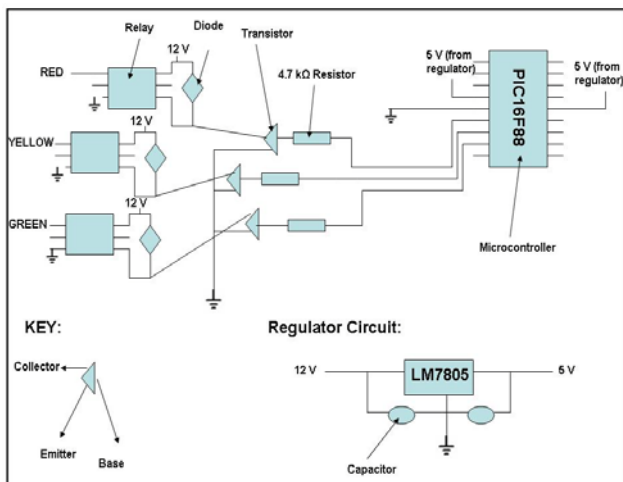 Relay
12 V
Diode
Transistor
RED
4.7 kΩ Resistor
5 V (from
regulator)
5 V (from
regulator)
PIC16F88
12 V
YELLOW
12 V
GREEN
Microcontroller
KEY:
Regulator Circuit:
Collector
12 V
LM7805
5 V
Emitter
Base
Capacitor